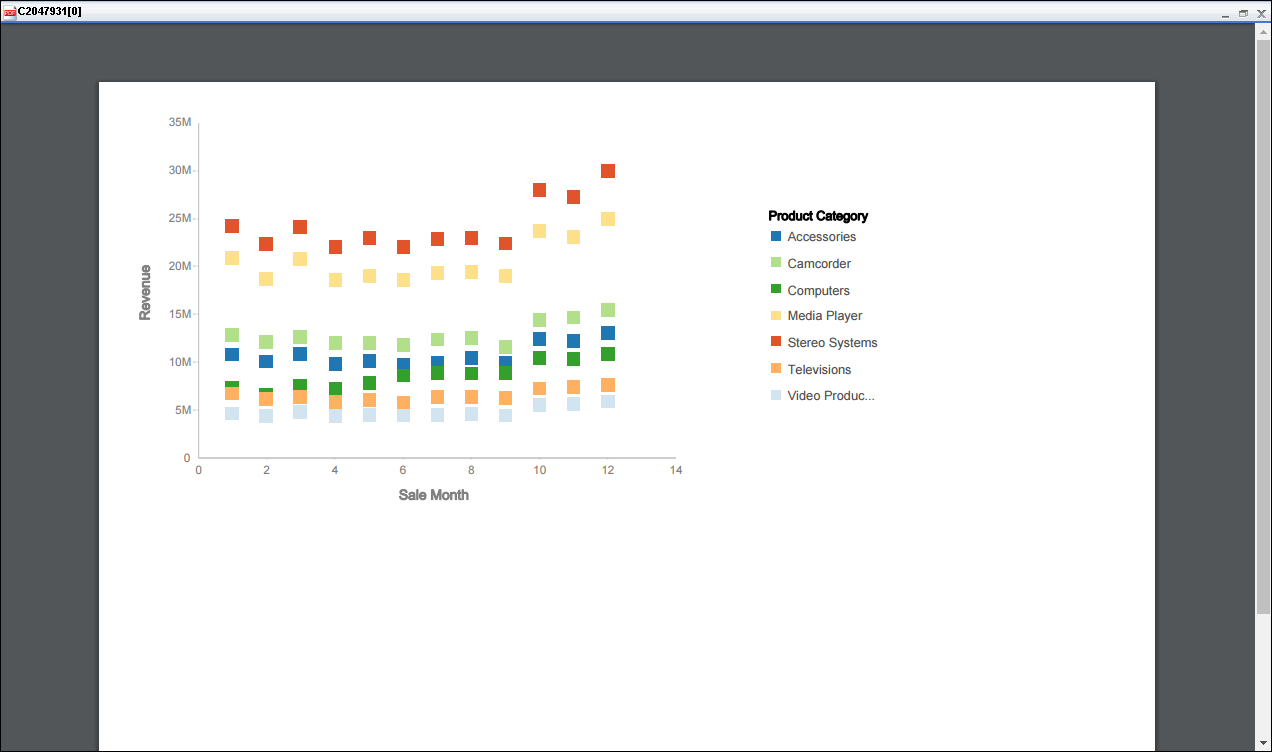 C2047931[0]
35M
30M
25M
20M
15M
10M
5M
0
Revenue
0 2 4 6 8 10 12 14
Sale Month
Product Category
Accessories
Camcorder
Computers
Media Player
Stereo Systems
Televisions
Video Produc...